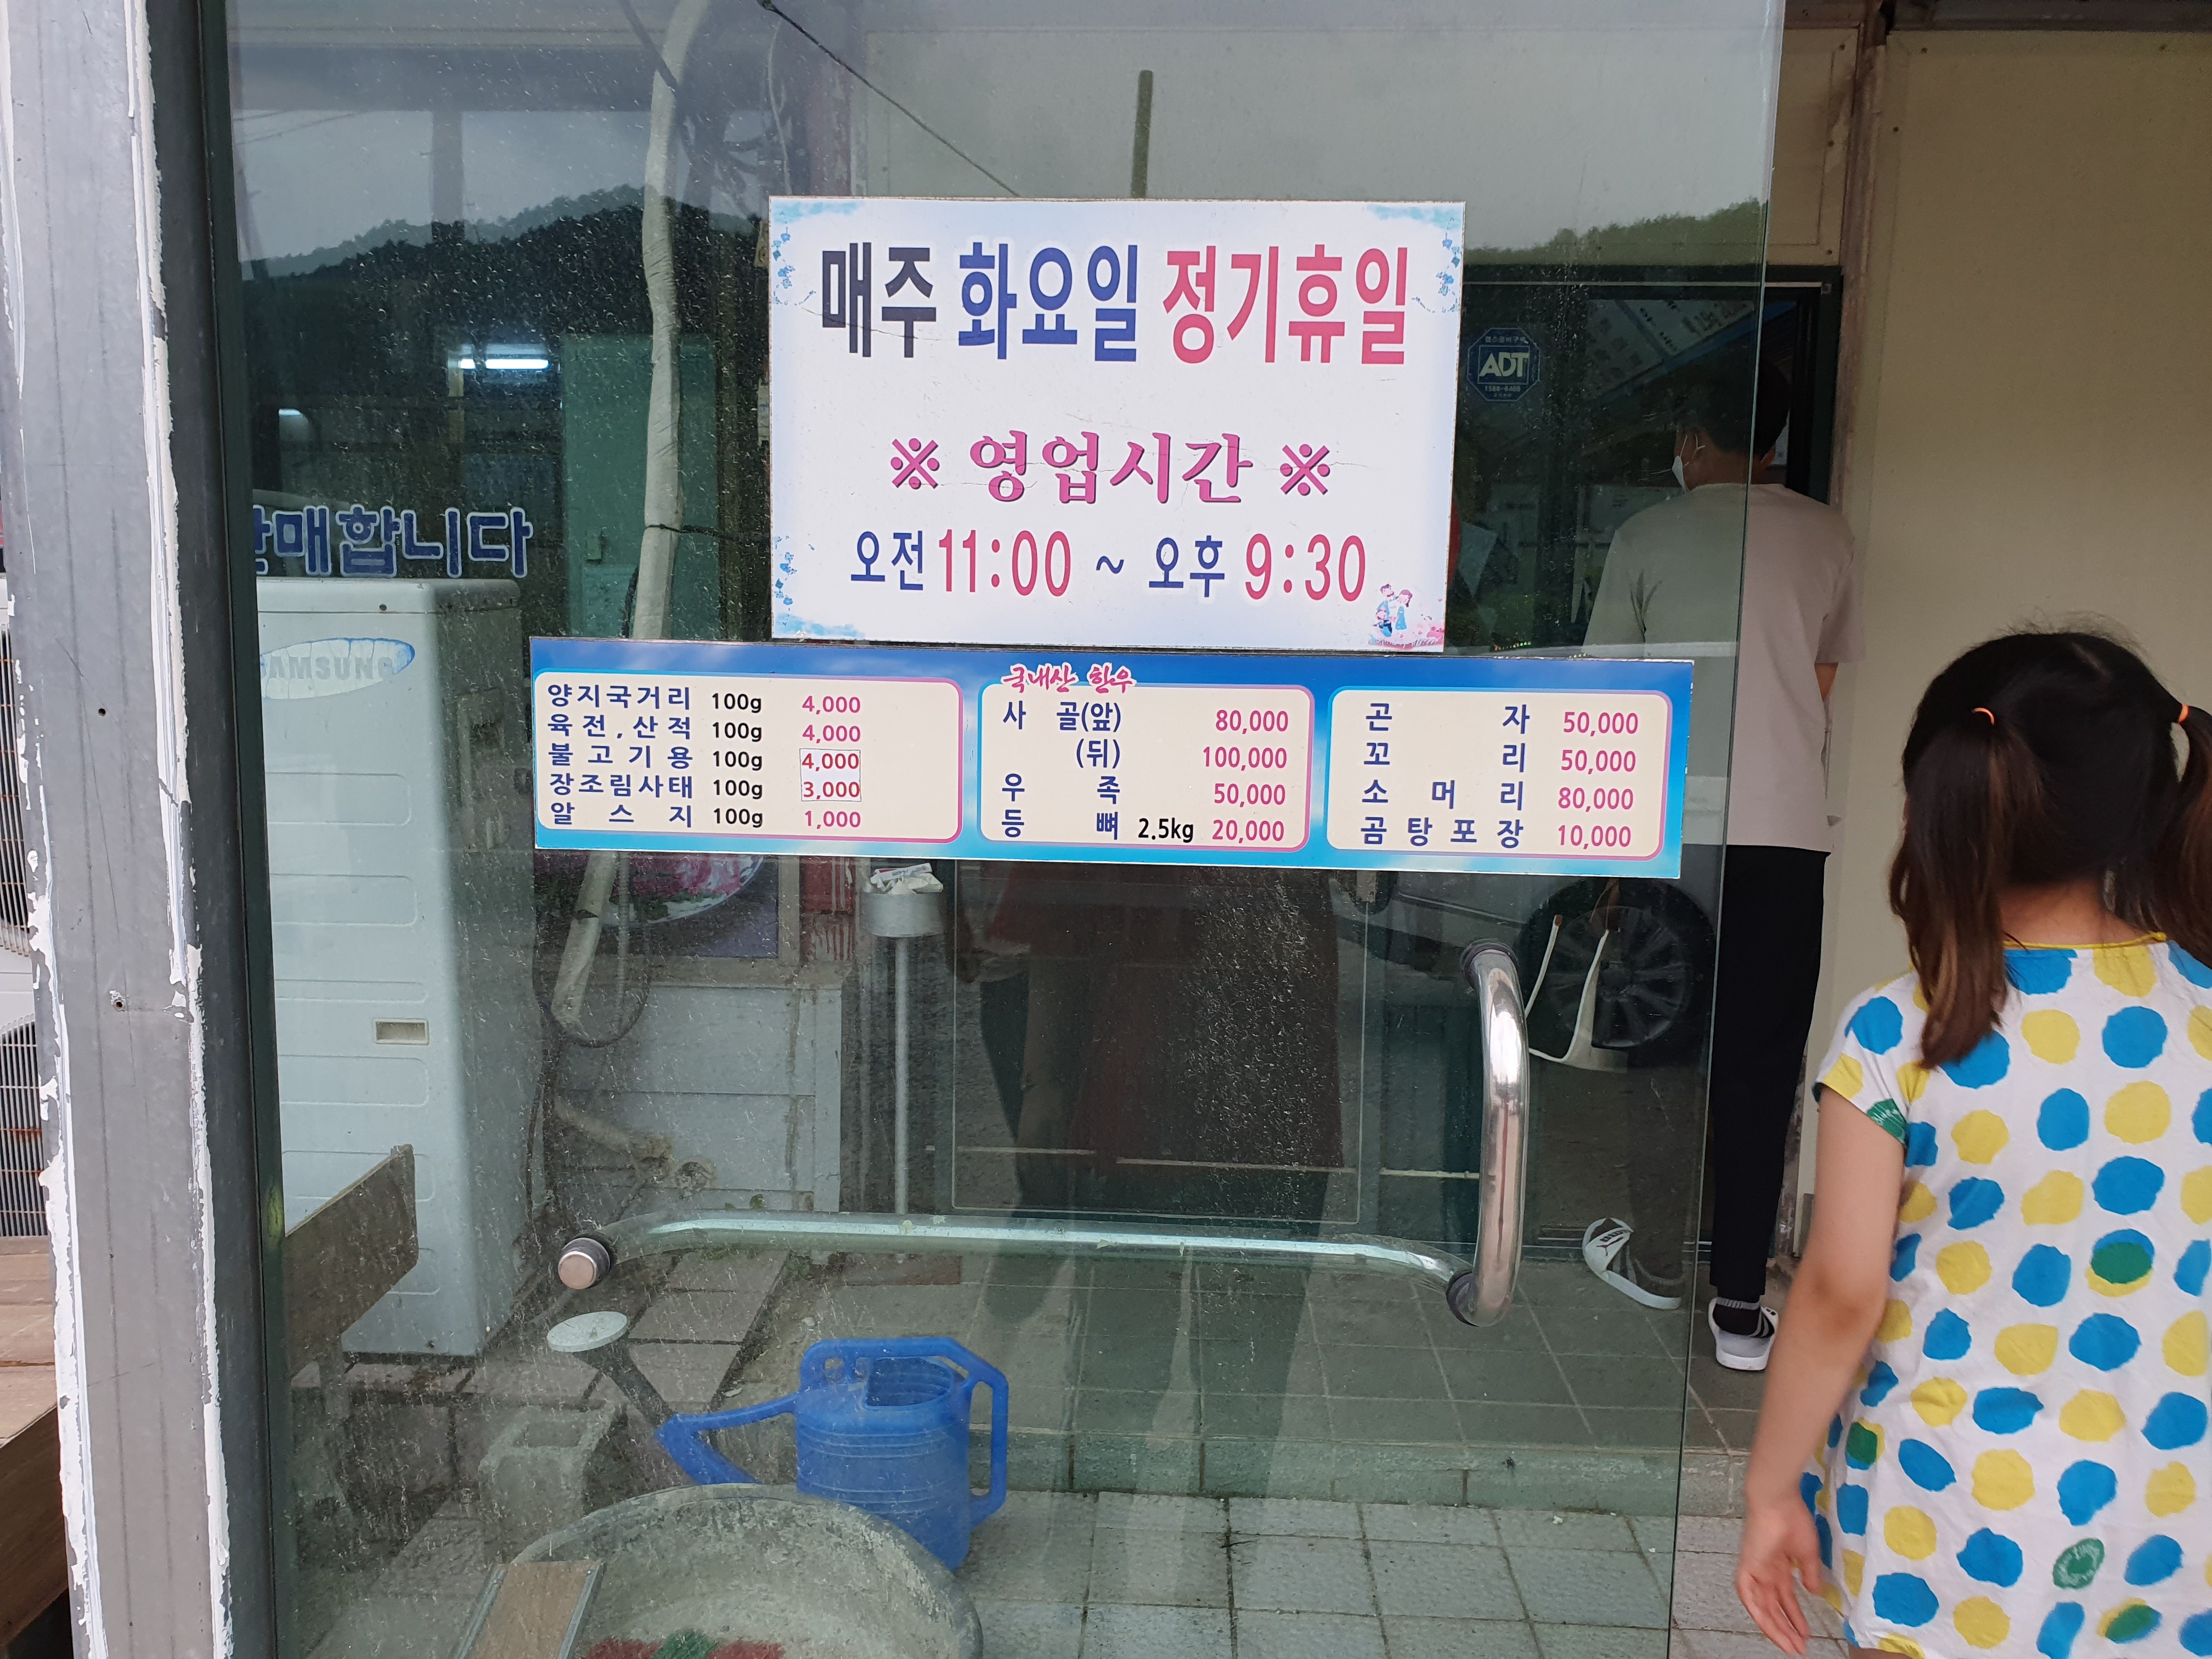 매주 화요일 정기휴일
※ 영업시간 ※
오전 11:00 ~ 오후 9:30
ADT
1588-6400
매합니다
SAMSUNG
국내산 한우
양지국거리 100g 4,000
육전,산적 100g 4,000
불고기용 100g 4,000
장조림사태 100g 3,000
알스지 100g 1,000
사골(앞) 80,000
(뒤) 100,000
우족 50,000
등뼈 2.5kg 20,000
곤자 50,000
꼬리 50,000
소머리 80,000
곰탕포장 10,000